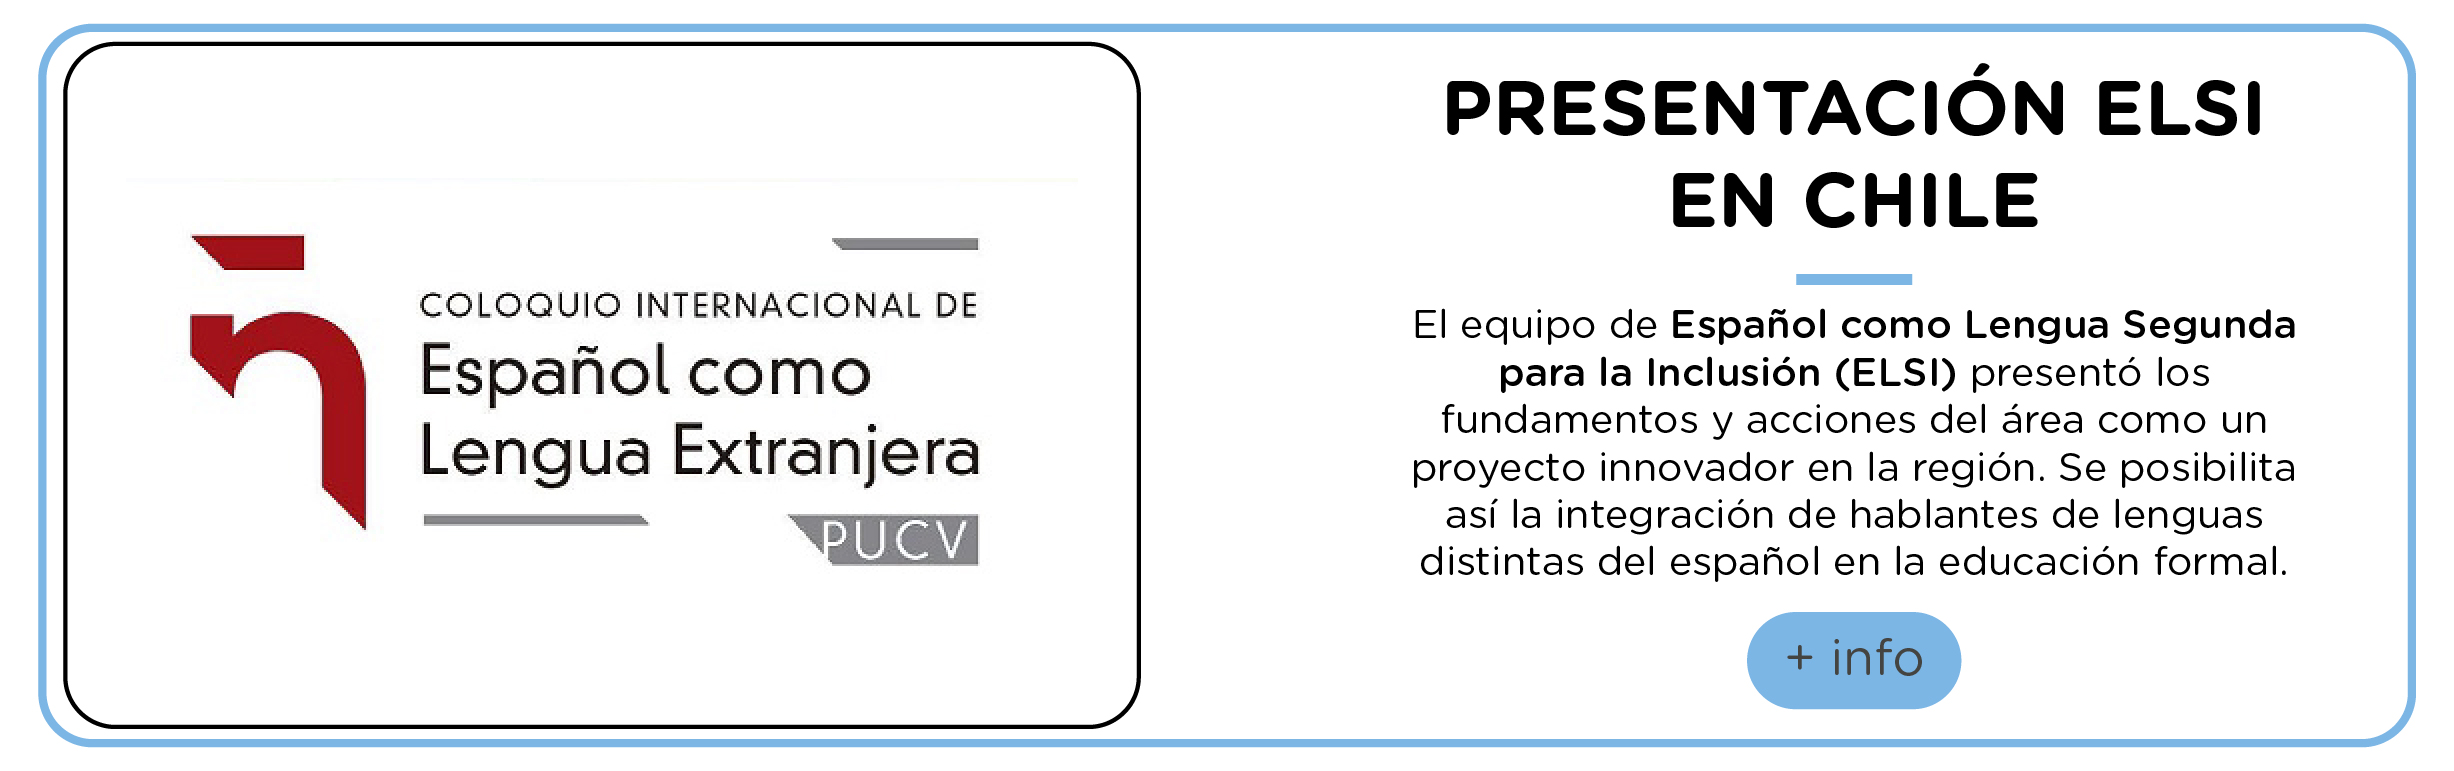 ñ
COLOQUIO INTERNACIONAL DE
Español como
Lengua Extranjera
PUCV
PRESENTACIÓN ELSI
EN CHILE
El equipo de Español como Lengua Segunda
para la Inclusión (ELSI) presentó los
fundamentos y acciones del área como un
proyecto innovador en la región. Se posibilita
así la integración de hablantes de lenguas
distintas del español en la educación formal.
+ info